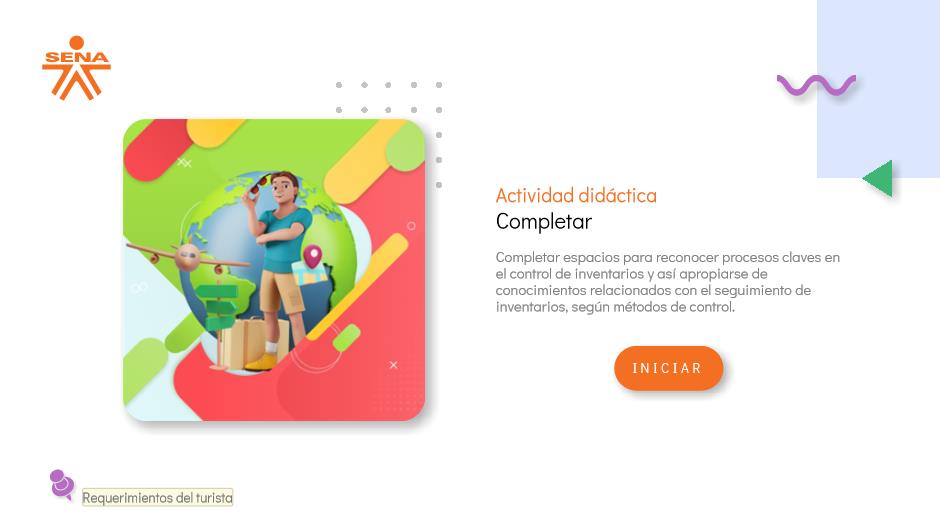 SENA
Actividad didáctica
Completar
Completar espacios para reconocer procesos claves en
el control de inventarios y así apropiarse de
conocimientos relacionados con el seguimiento de
inventarios, según métodos de control.
INICIAR
Requerimientos del turista